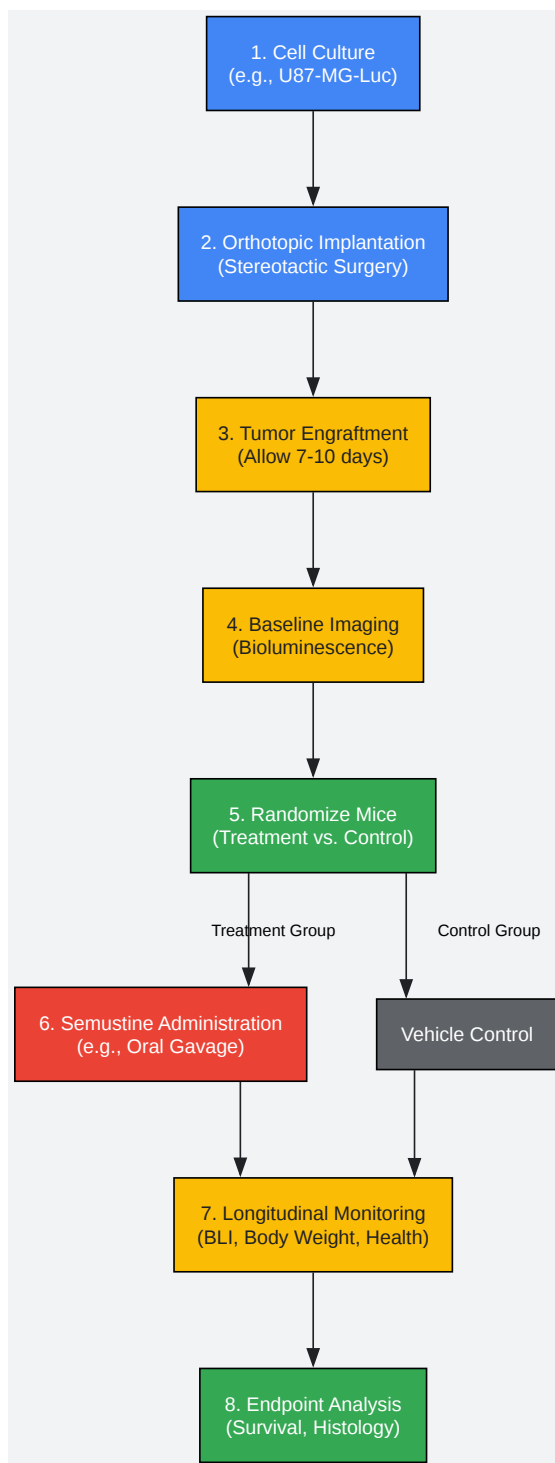 1. Cell Culture
(e.g., U87-MG-Luc)
2. Orthotopic Implantation
(Stereotactic Surgery)
3. Tumor Engraftment
(Allow 7-10 days)
4. Baseline Imaging
(Bioluminescence)
5. Randomize Mice
(Treatment vs. Control)
Treatment Group
Control Group
6. Semustine Administration
(e.g., Oral Gavage)
Vehicle Control
7. Longitudinal Monitoring
(BLI, Body Weight, Health)
8. Endpoint Analysis
(Survival, Histology)